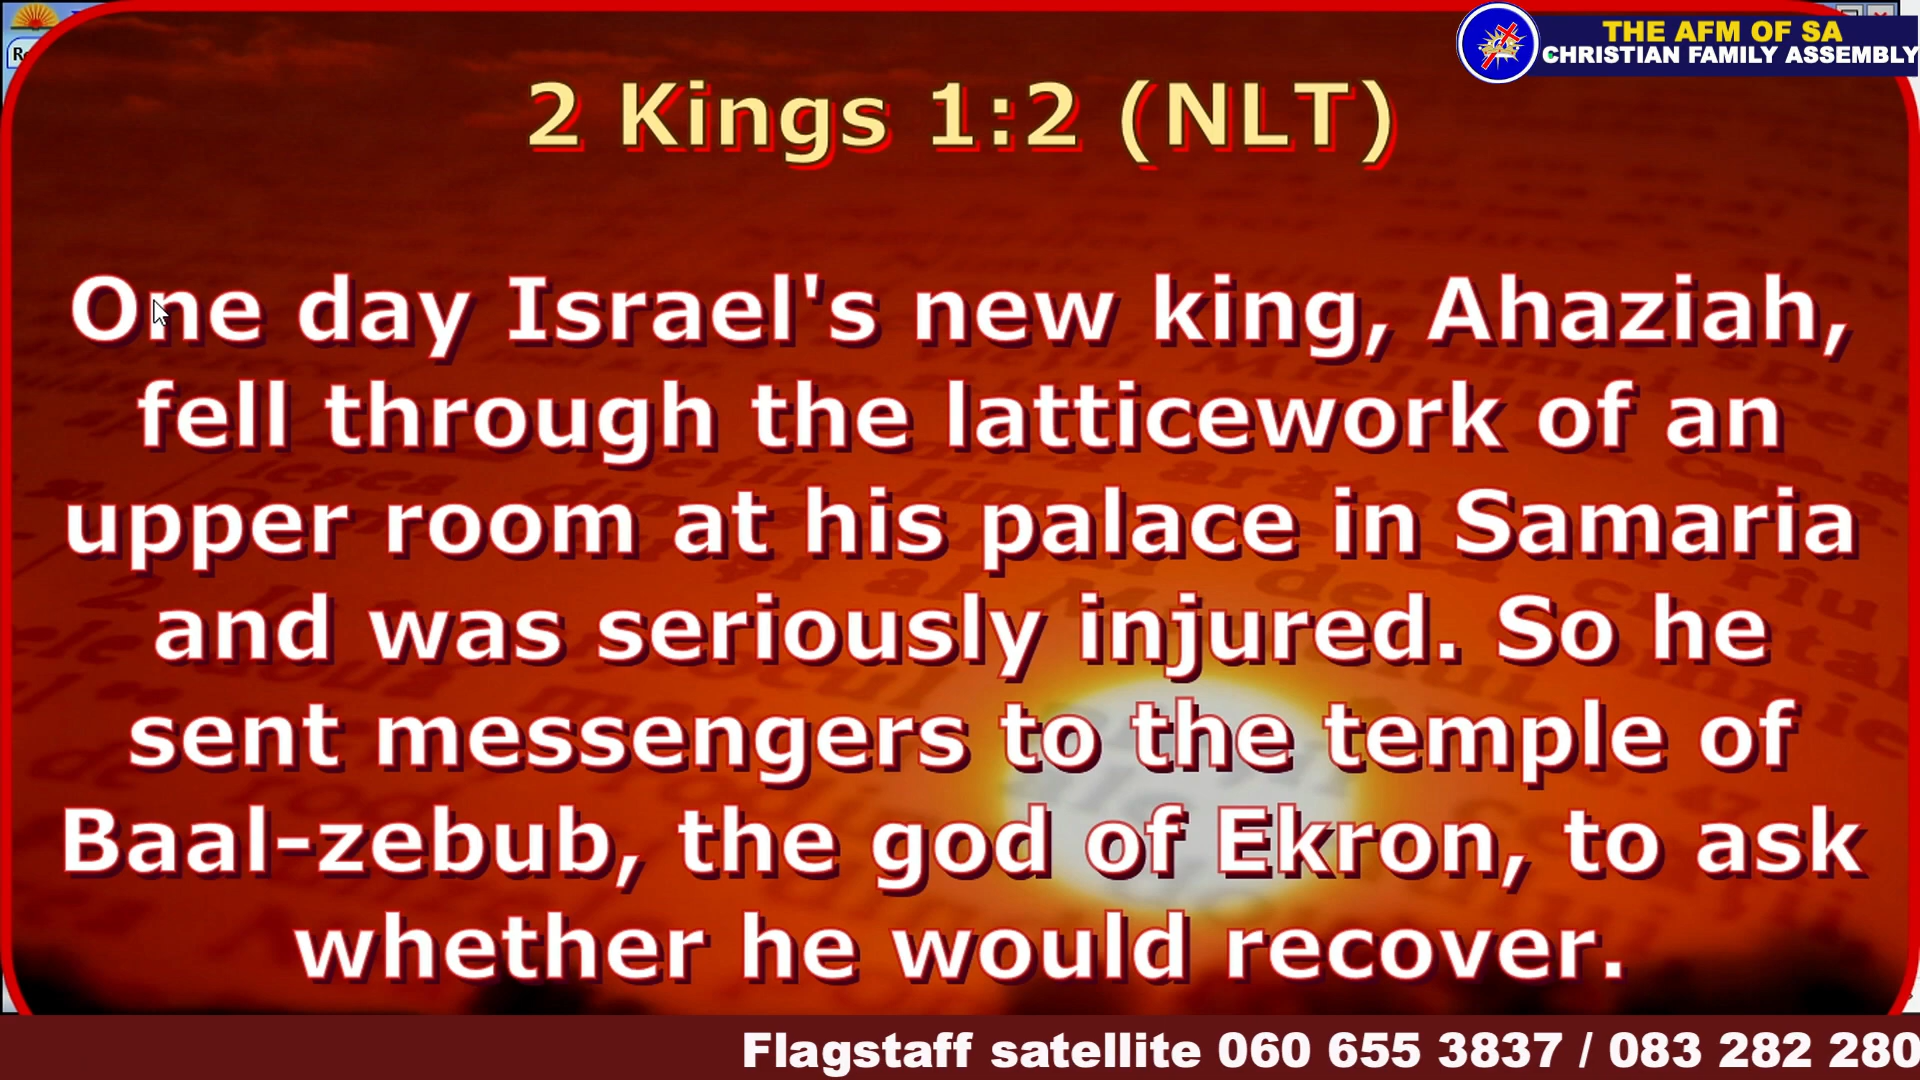 THE AFM OF SA
CHRISTIAN FAMILY ASSEMBLY
2 Kings 1:2 (NLT)
One day Israel's new king, Ahaziah,
fell through the latticework of an
upper room at his palace in Samaria
and was seriously injured. So he
sent messengers to the temple of
Baal-zebub, the god of Ekron, to ask
whether he would recover.
Flagstaff satellite 060 655 3837 / 083 282 280